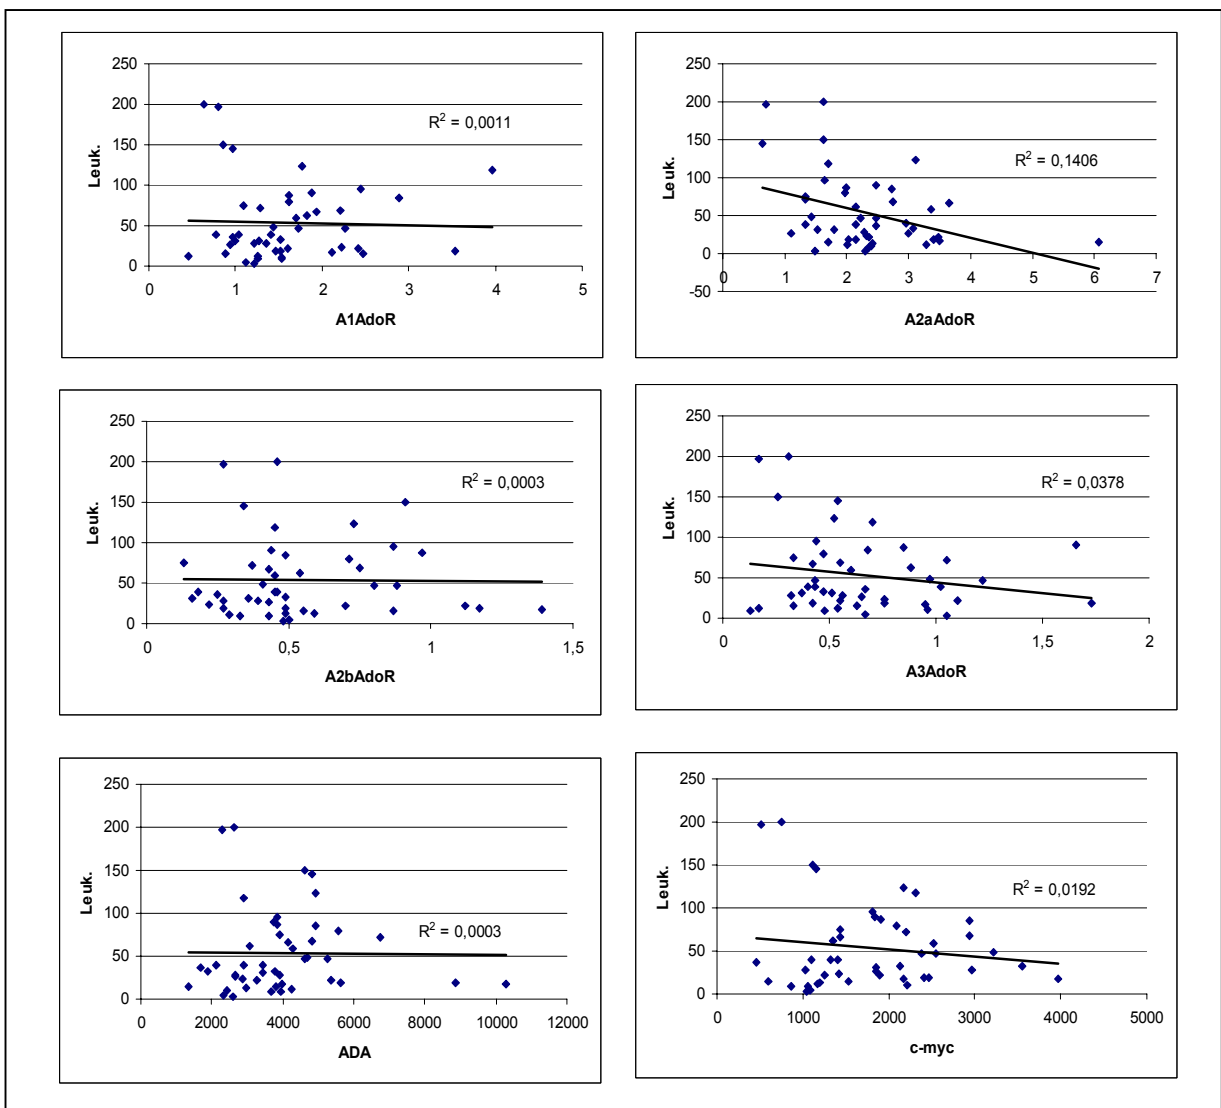 250
200
150
100
50
0
0 1 2 3 4 5
Leuk.
A1AdoR
R² = 0,0011
250
200
150
100
50
0
-50
0 1 2 3 4 5 6 7
Leuk.
A2aAdoR
R² = 0,1406
250
200
150
100
50
0
0 0,5 1 1,5
Leuk.
A2bAdoR
R² = 0,0003
250
200
150
100
50
0
0 0,5 1 1,5 2
Leuk.
A3AdoR
R² = 0,0378
250
200
150
100
50
0
0 2000 4000 6000 8000 10000 12000
Leuk.
ADA
R² = 0,0003
250
200
150
100
50
0
0 1000 2000 3000 4000 5000
Leuk.
c-myc
R² = 0,0192